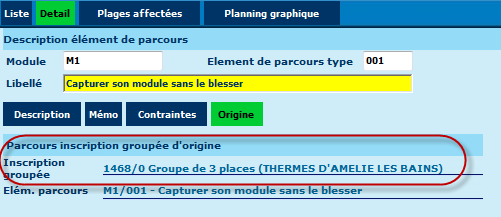 Liste Detail Plages affectées Planning graphique
Description élément de parcours
Module M1 Element de parcours type 001
Libellé Capturer son module sans le blesser
Description Mémo Contraintes Origine
Parcours inscription groupée d'origine
Inscription groupée 1468/0 Groupe de 3 places (THERMES D'AMELIE LES BAINS)
Elém. parcours M1/001 - Capturer son module sans le blesser